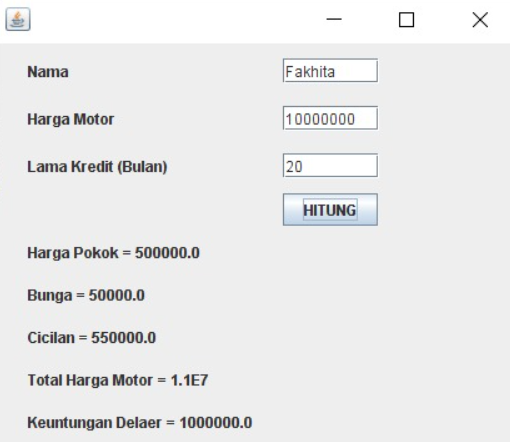 Nama Fakhita
Harga Motor 10000000
Lama Kredit (Bulan) 20
HITUNG
Harga Pokok = 500000.0
Bunga = 50000.0
Cicilan = 550000.0
Total Harga Motor = 1.1E7
Keuntungan Delaer = 1000000.0